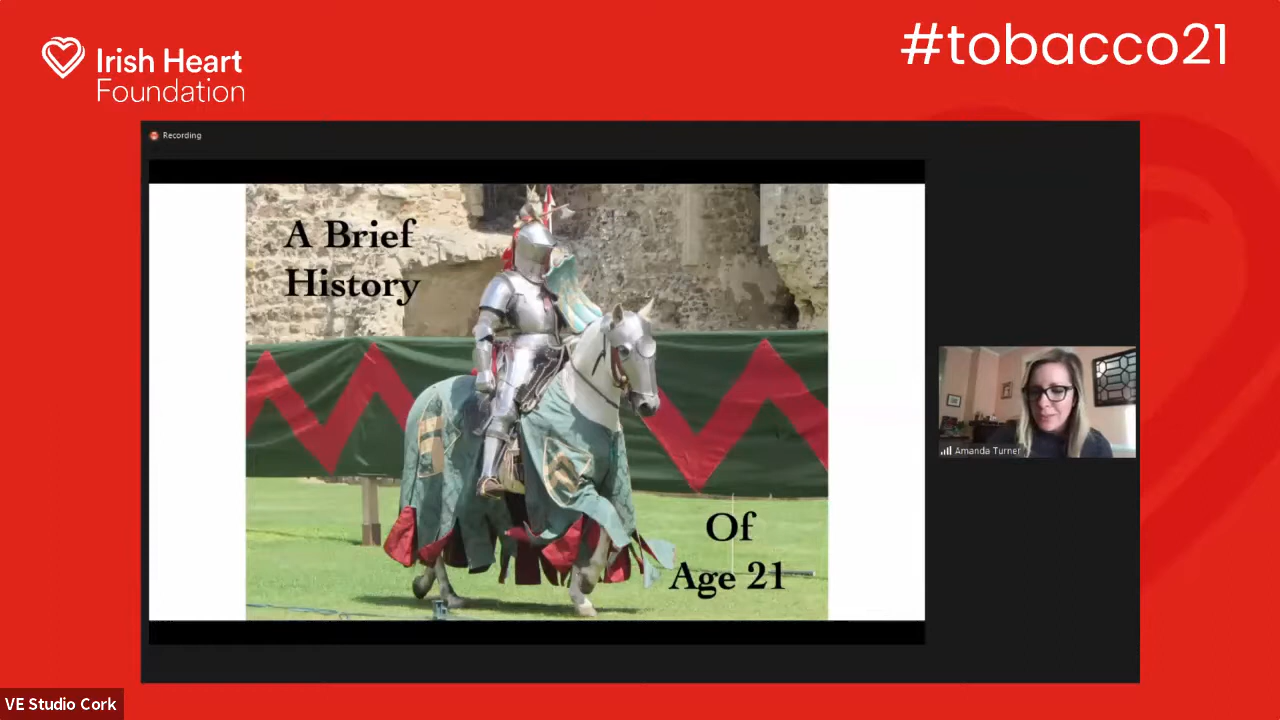 Irish Heart
Foundation
#tobacco21
Recording
A Brief
History
Of
Age 21
Amanda Turner
VE Studio Cork